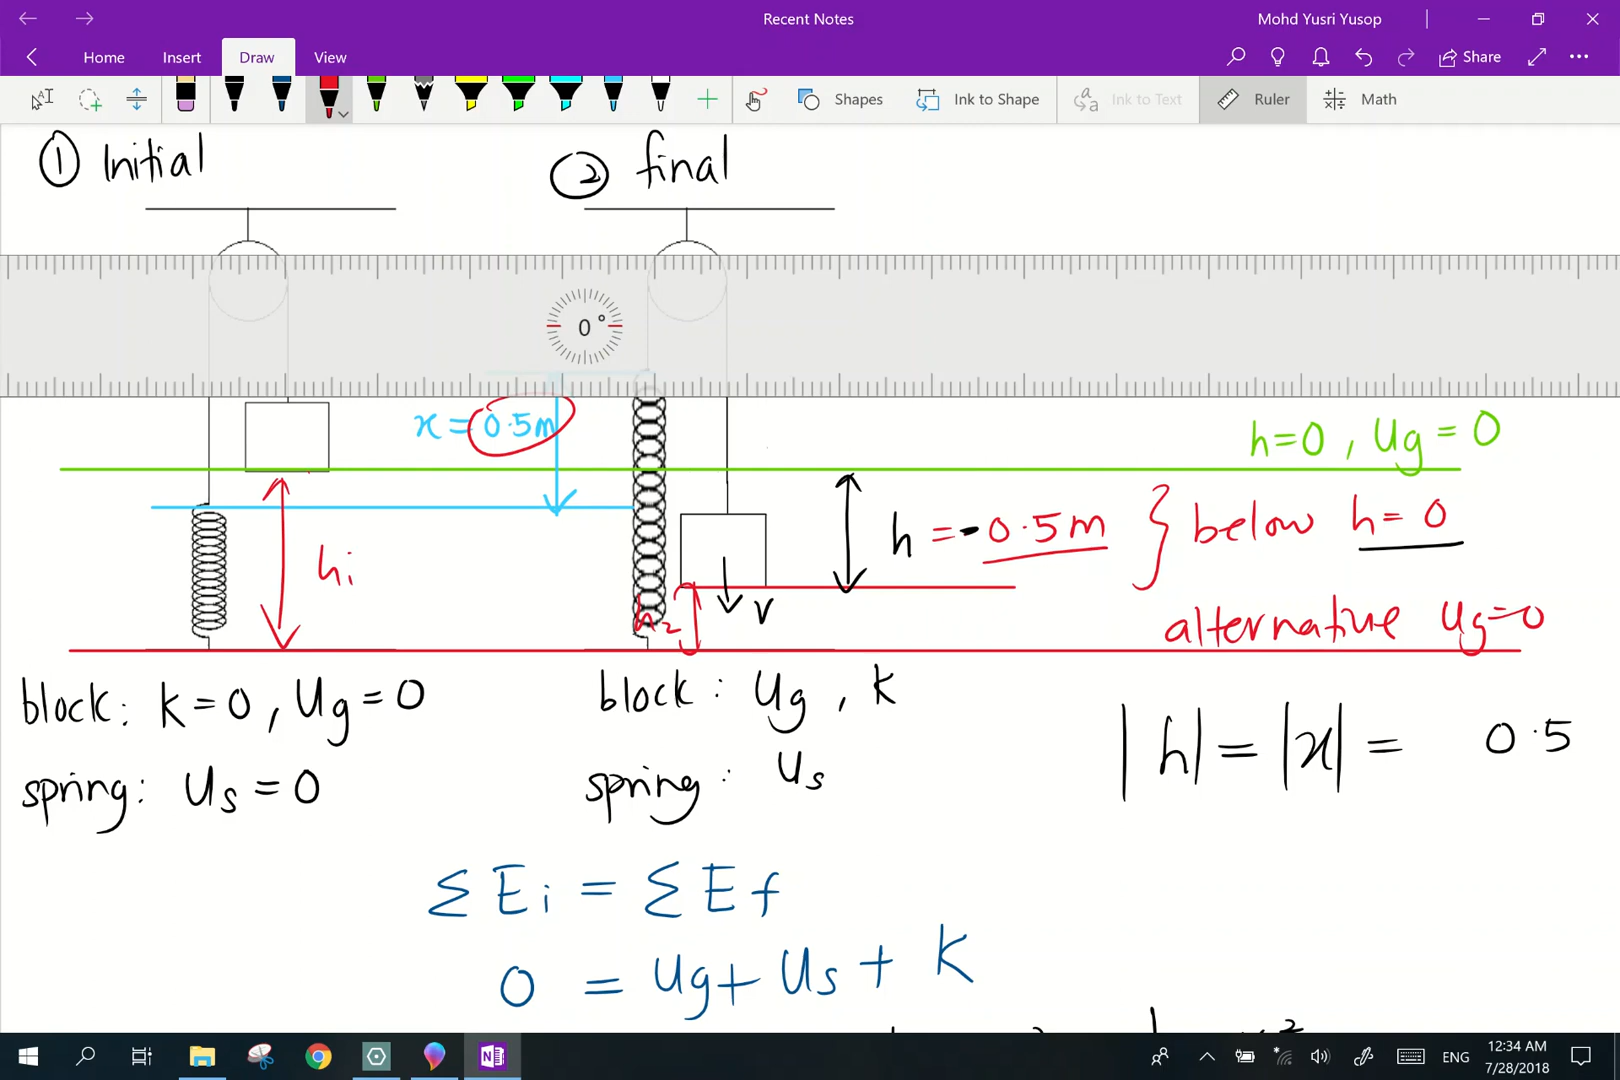 Recent Notes
Mohd Yusri Yusop
Home Insert Draw View
Share
Shapes Ink to Shape Ink to Text Ruler Math
① Initial
② final
0°
x = 0.5m
h=0, Ug = 0
h = -0.5m } below h=0
hi
v
h2
alternative Ug=0
block: k=0, Ug=0
block: Ug, k
|h| = |x| = 0.5
spring: Us = 0
spring: Us
ΣEi = ΣEf
0 = Ug + Us + k
12:34 AM
ENG
7/28/2018